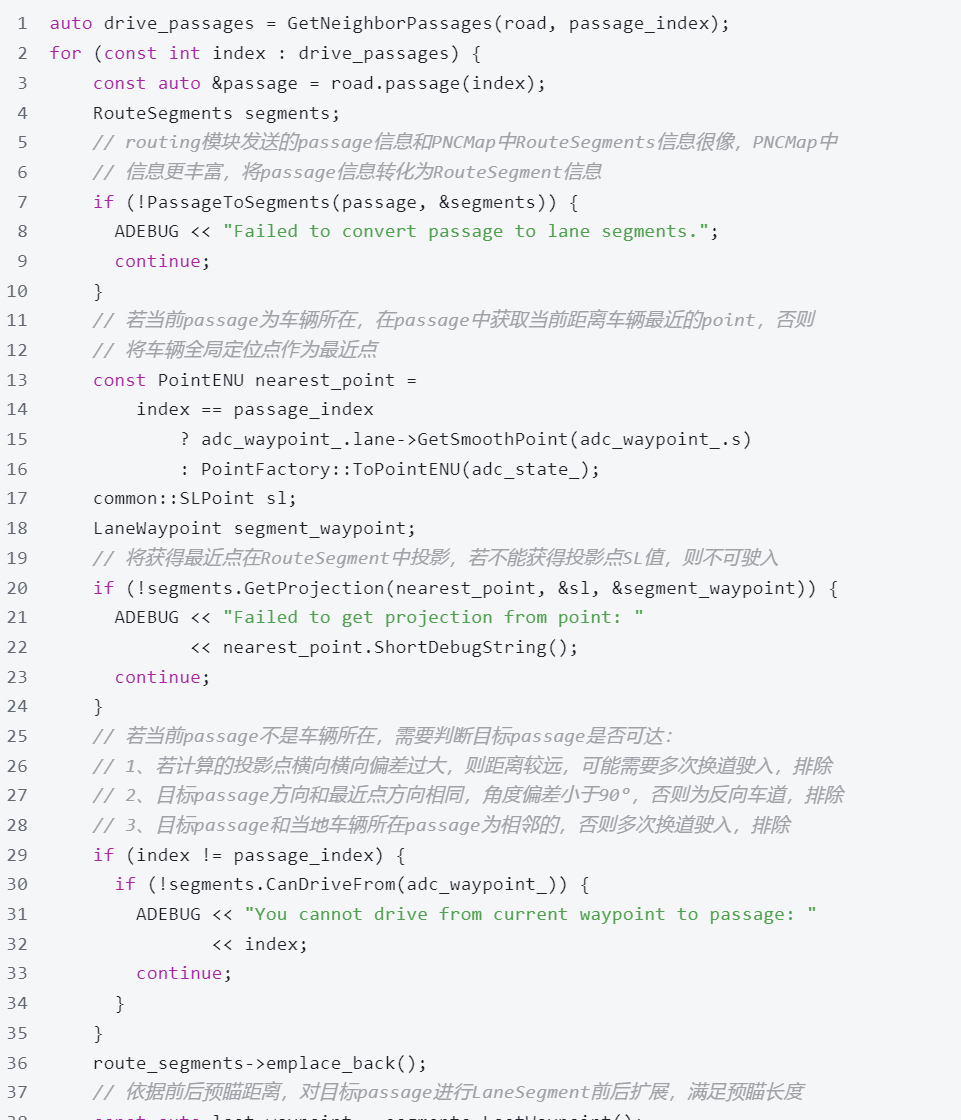 1 auto drive_passages = GetNeighborPassages(road, passage_index);
2 for (const int index : drive_passages) {
3     const auto &passage = road.passage(index);
4     RouteSegments segments;
5     // routing模块发送的passage信息和PNCMap中RouteSegments信息很像，PNCMap中
6     // 信息更丰富，将passage信息转化为RouteSegment信息
7     if (!PassageToSegments(passage, &segments)) {
8       ADEBUG << "Failed to convert passage to lane segments.";
9       continue;
10     }
11     // 若当前passage为车辆所在，在passage中获取当前距离车辆最近的point，否则
12     // 将车辆全局定位点作为最近点
13     const PointENU nearest_point =
14         index == passage_index
15             ? adc_waypoint_.lane->GetSmoothPoint(adc_waypoint_.s)
16             : PointFactory::ToPointENU(adc_state_);
17     common::SLPoint sl;
18     LaneWaypoint segment_waypoint;
19     // 将获得最近点在RouteSegment中投影，若不能获得投影点SL值，则不可驶入
20     if (!segments.GetProjection(nearest_point, &sl, &segment_waypoint)) {
21       ADEBUG << "Failed to get projection from point: "
22              << nearest_point.ShortDebugString();
23       continue;
24     }
25     // 若当前passage不是车辆所在，需要判断目标passage是否可达：
26     // 1、若计算的投影点横向横向偏差过大，则距离较远，可能需要多次换道驶入，排除
27     // 2、目标passage方向和最近点方向相同，角度偏差小于90°，否则为反向车道，排除
28     // 3、目标passage和当地车辆所在passage为相邻的，否则多次换道驶入，排除
29     if (index != passage_index) {
30       if (!segments.CanDriveFrom(adc_waypoint_)) {
31         ADEBUG << "You cannot drive from current waypoint to passage: "
32                << index;
33         continue;
34       }
35     }
36     route_segments->emplace_back();
37     // 依据前后预瞄距离，对目标passage进行LaneSegment前后扩展，满足预瞄长度